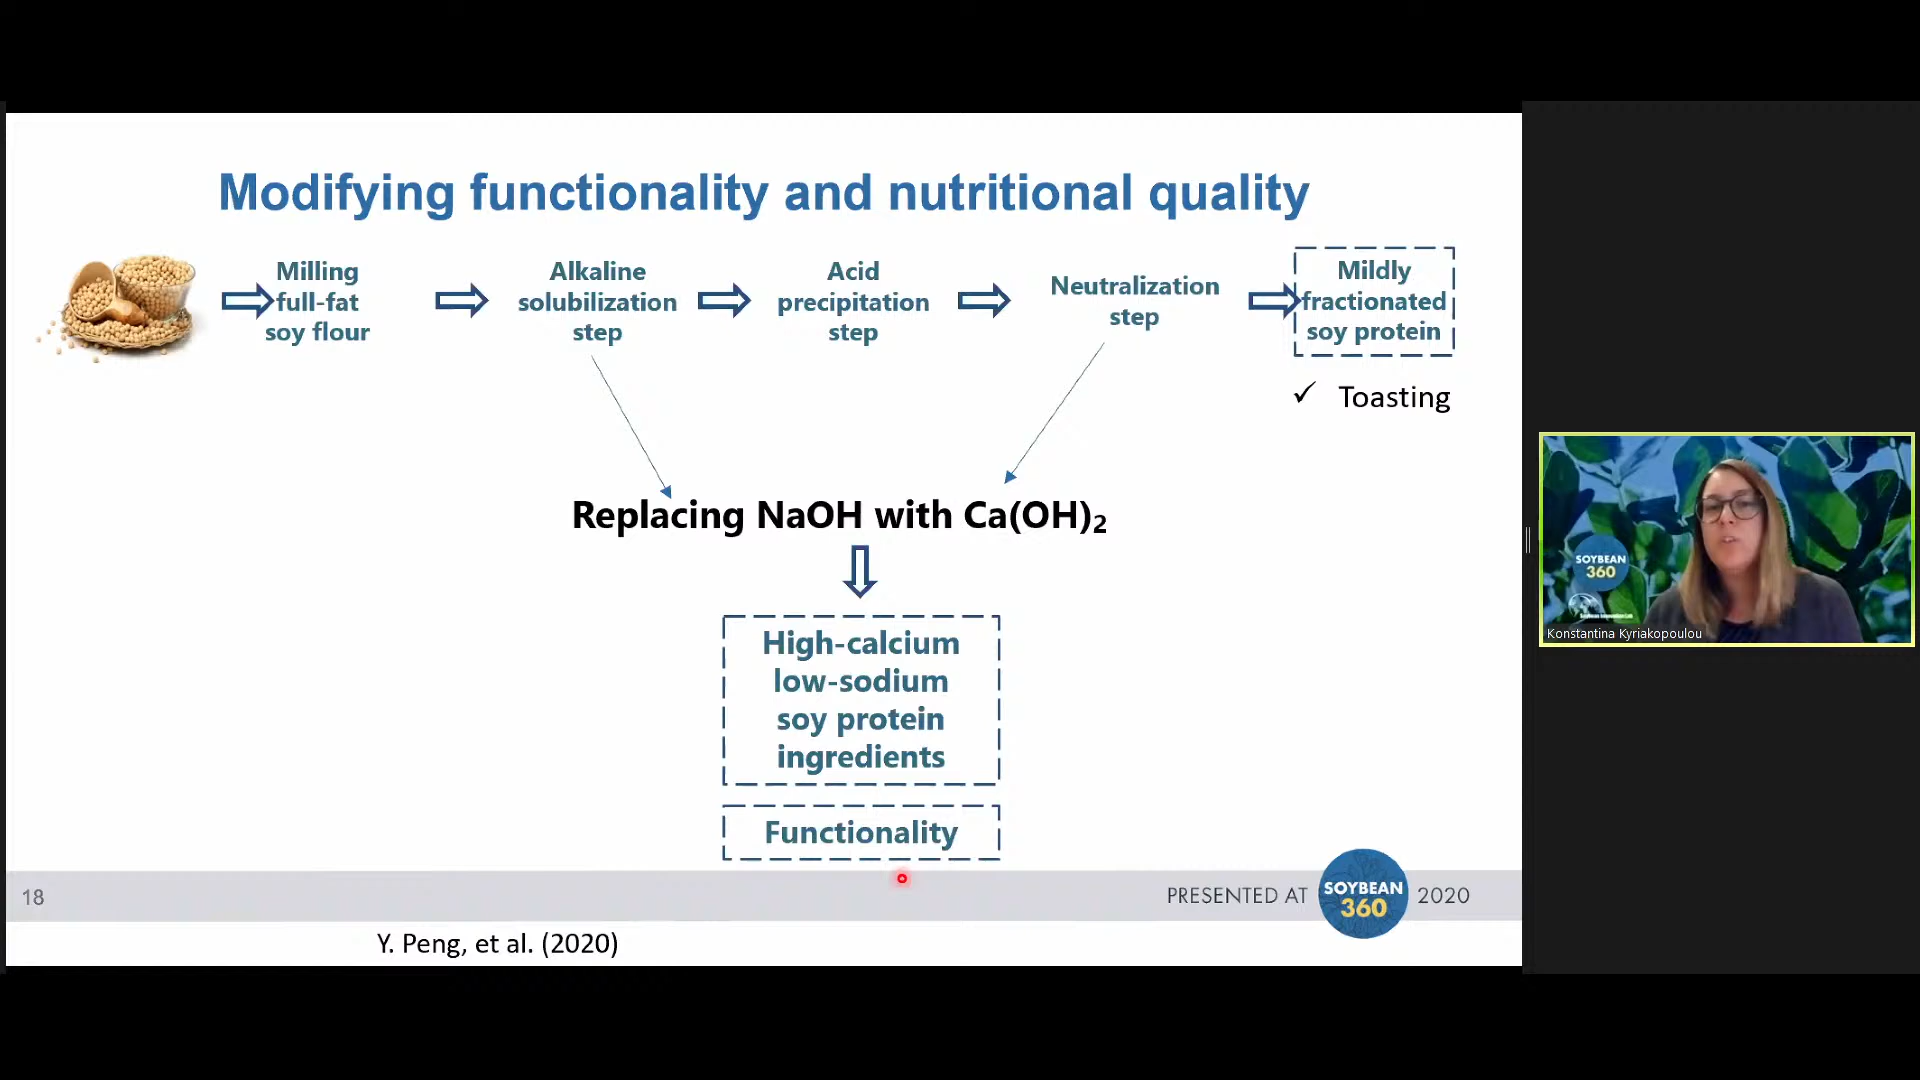 Modifying functionality and nutritional quality
Milling
full-fat
soy flour
Alkaline
solubilization
step
Acid
precipitation
step
Neutralization
step
Mildly
fractionated
soy protein
✓ Toasting
Replacing NaOH with Ca(OH)₂
High-calcium
low-sodium
soy protein
ingredients
Functionality
18
PRESENTED AT
SOYBEAN
360
2020
Y. Peng, et al. (2020)
SOYBEAN
360
Konstantina Kyriakopoulou